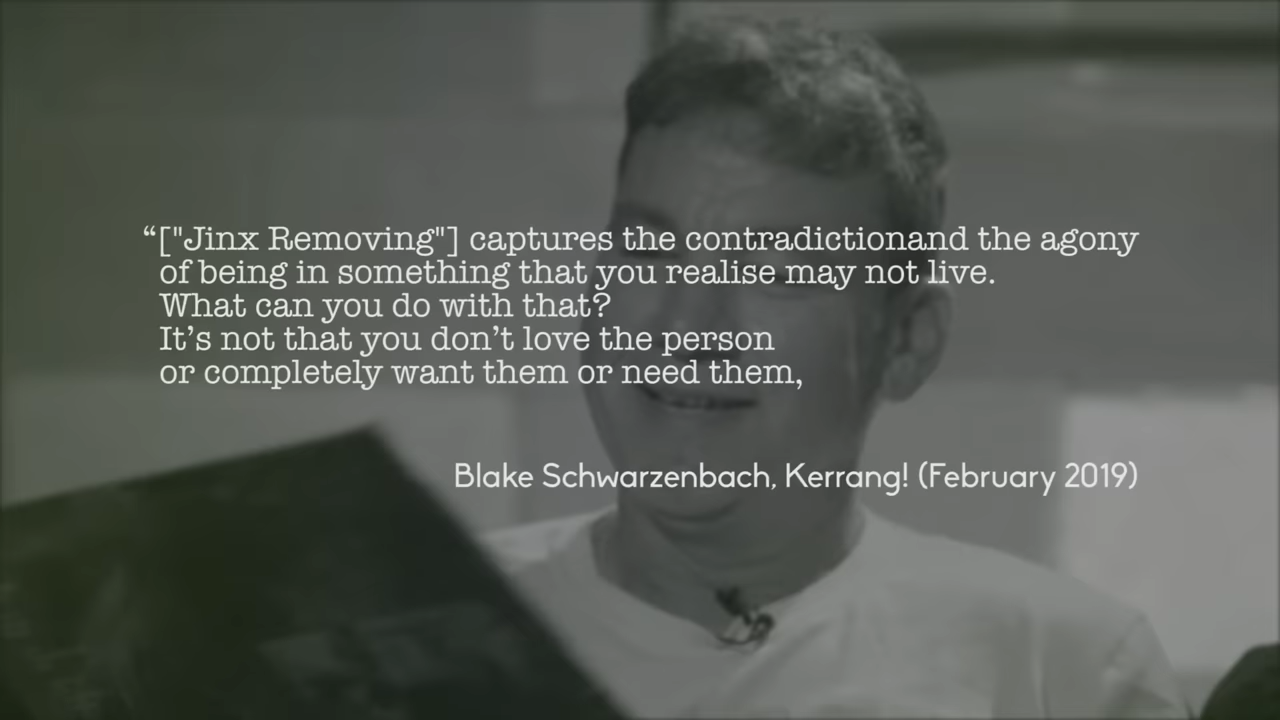 “["Jinx Removing"] captures the contradictionand the agony
of being in something that you realise may not live.
What can you do with that?
It’s not that you don’t love the person
or completely want them or need them,
Blake Schwarzenbach, Kerrang! (February 2019)